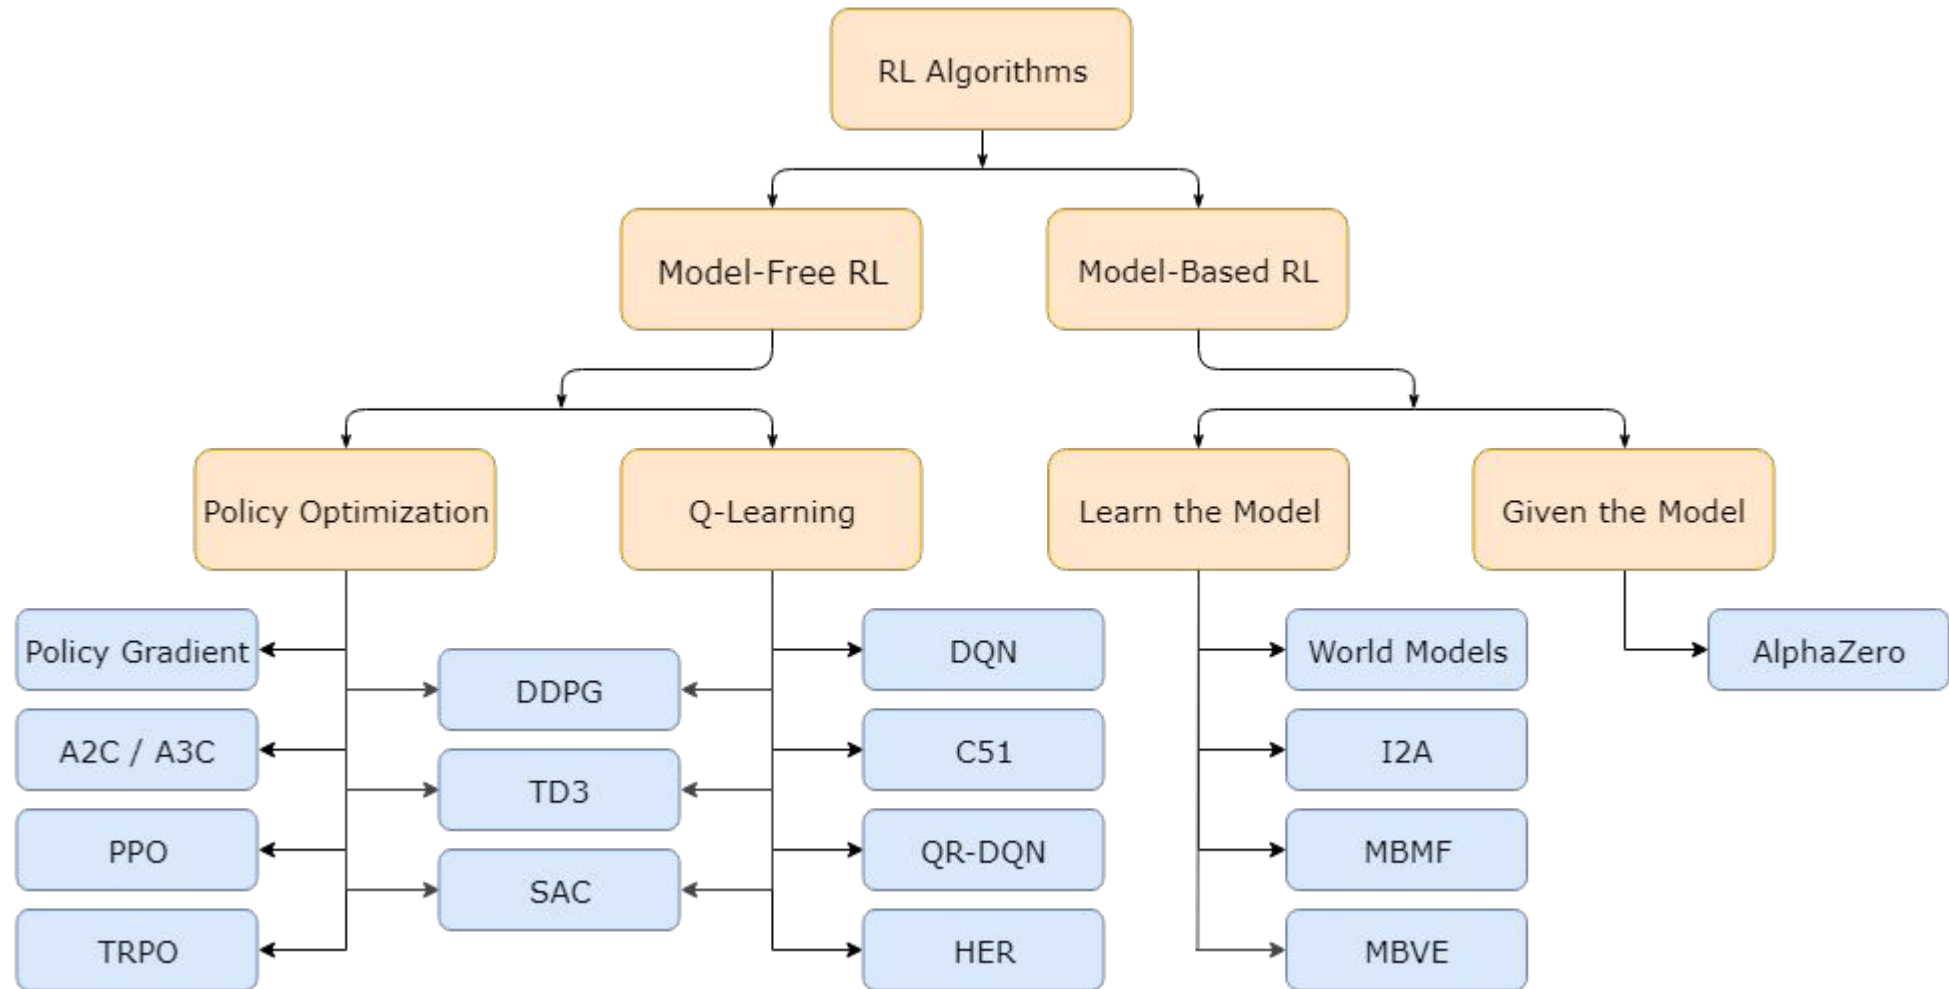 RL Algorithms
Model-Free RL
Model-Based RL
Policy Optimization
Q-Learning
Learn the Model
Given the Model
Policy Gradient
DDPG
DQN
World Models
AlphaZero
A2C / A3C
TD3
C51
I2A
PPO
SAC
QR-DQN
MBMF
TRPO
HER
MBVE